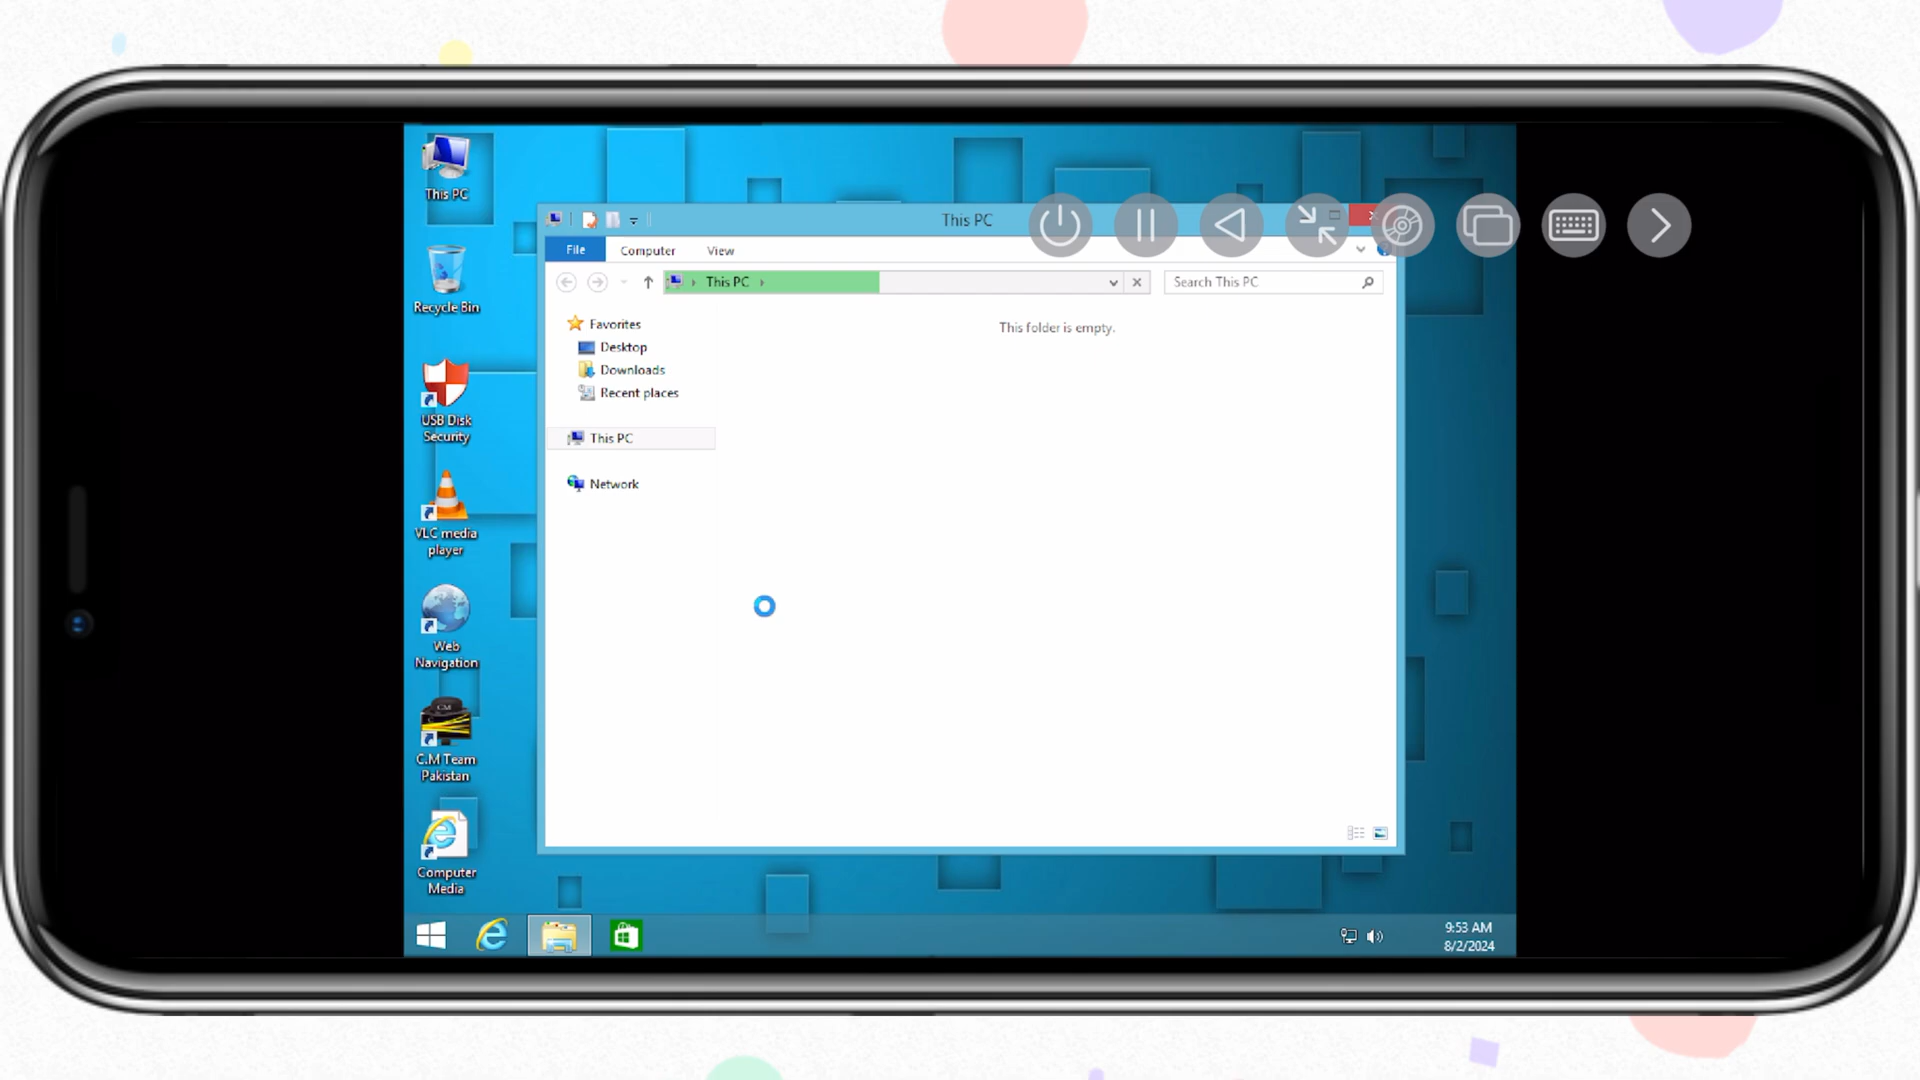 This PC
Recycle Bin
USB Disk
Security
VLC media
player
Web
Navigation
C.M Team
Pakistan
Computer
Media
This PC
File
Computer
View
This PC
Search This PC
Favorites
Desktop
Downloads
Recent places
This PC
Network
This folder is empty.
9:53 AM
8/2/2024